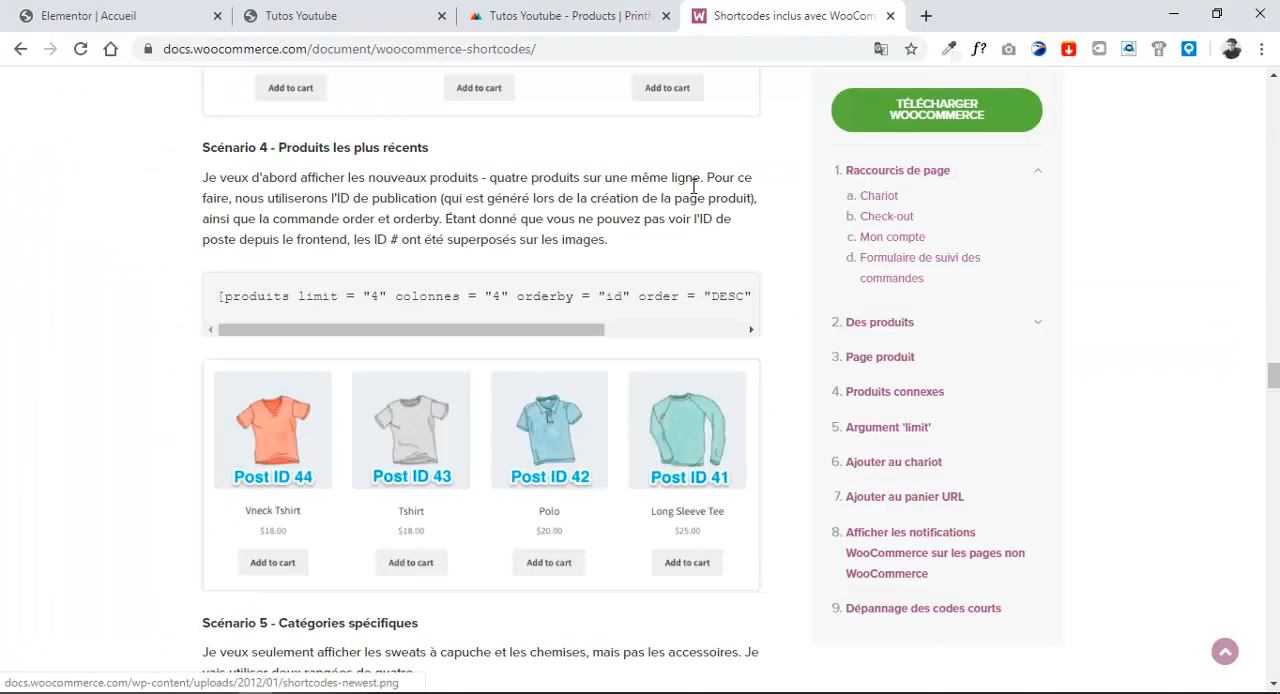 Elementor | Accueil
Tutos Youtube
Tutos Youtube - Products | Printf
Shortcodes inclus avec WooCom
docs.woocommerce.com/document/woocommerce-shortcodes/
f?
Add to cart
Add to cart
Add to cart
Scénario 4 - Produits les plus récents
Je veux d'abord afficher les nouveaux produits - quatre produits sur une même ligne. Pour ce
faire, nous utiliserons l'ID de publication (qui est généré lors de la création de la page produit),
ainsi que la commande order et orderby. Étant donné que vous ne pouvez pas voir l'ID de
poste depuis le frontend, les ID # ont été superposés sur les images.
[produits limit = "4" colonnes = "4" orderby = "id" order = "DESC"
Post ID 44
Post ID 43
Post ID 42
Post ID 41
Vneck Tshirt
Tshirt
Polo
Long Sleeve Tee
$18.00
$18.00
$20.00
$25.00
Add to cart
Add to cart
Add to cart
Add to cart
Scénario 5 - Catégories spécifiques
Je veux seulement afficher les sweats à capuche et les chemises, mais pas les accessoires. Je
vais utiliser deux rangées de quatre.
TÉLÉCHARGER
WOOCOMMERCE
1. Raccourcis de page
a. Chariot
b. Check-out
c. Mon compte
d. Formulaire de suivi des
commandes
2. Des produits
3. Page produit
4. Produits connexes
5. Argument 'limit'
6. Ajouter au chariot
7. Ajouter au panier URL
8. Afficher les notifications
WooCommerce sur les pages non
WooCommerce
9. Dépannage des codes courts
docs.woocommerce.com/wp-content/uploads/2012/01/shortcodes-newest.png